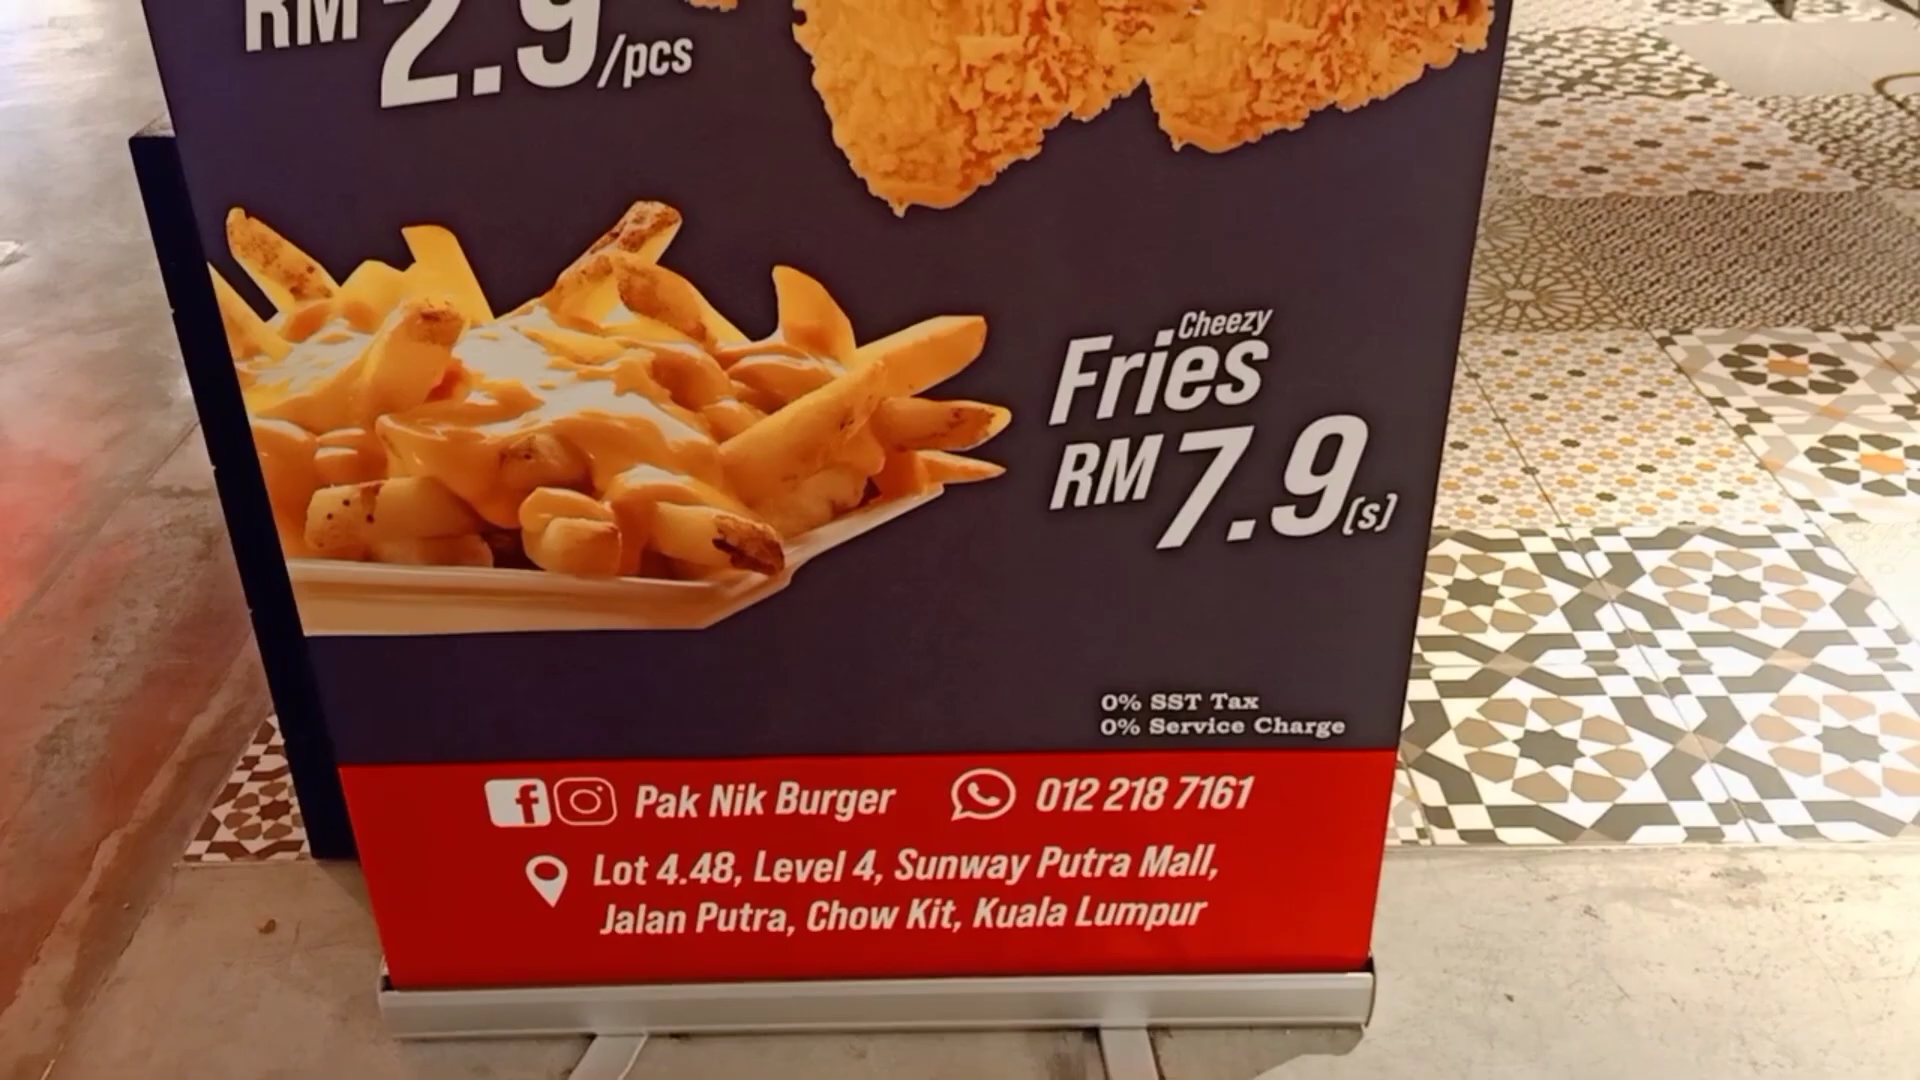 RM 2.9/pcs
Cheezy
Fries
RM 7.9(s)
0% SST Tax
0% Service Charge
Pak Nik Burger 012 218 7161
Lot 4.48, Level 4, Sunway Putra Mall,
Jalan Putra, Chow Kit, Kuala Lumpur